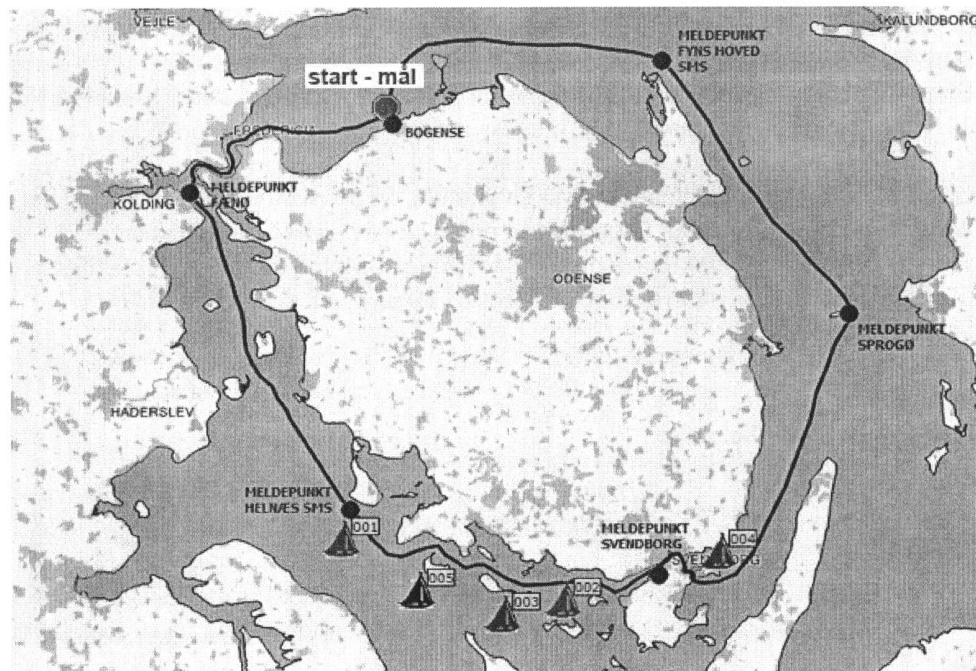 VEJLE
KALUNDBORG
MELDEPUNKT
FYNS HOVED
SMS
start - mål
FREDERICIA
BOGENSE
MELDEPUNKT
FÆNØ
KOLDING
ODENSE
MELDEPUNKT
SPROGØ
HADERSLEV
MELDEPUNKT
HELNÆS SMS
001
MELDEPUNKT
SVENDBORG
004
SVENDBORG
005
002
003